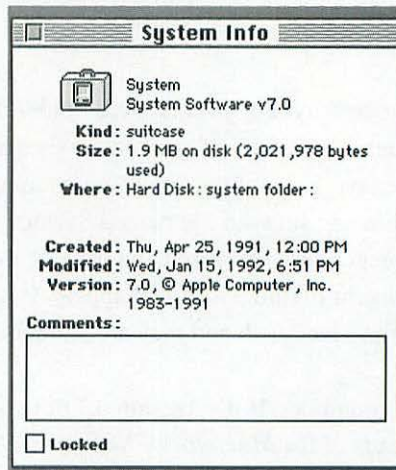 System Info
System
System Software v7.0
Kind: suitcase
Size: 1.9 MB on disk (2,021,978 bytes
used)
Where: Hard Disk: system folder:
Created: Thu, Apr 25, 1991, 12:00 PM
Modified: Wed, Jan 15, 1992, 6:51 PM
Version: 7.0, © Apple Computer, Inc.
1983-1991
Comments:
Locked